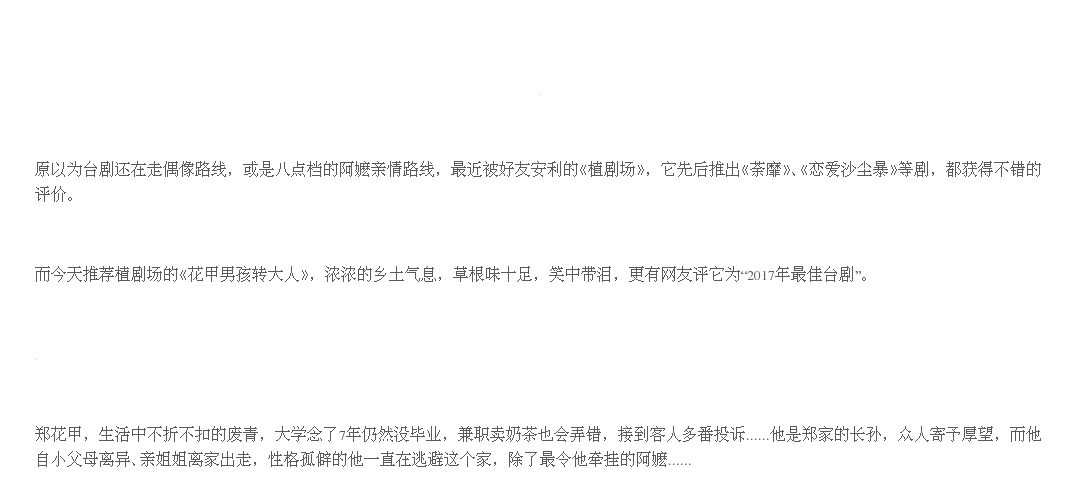 原以为台剧还在走偶像路线，或是八点档的阿嬷亲情路线，最近被好友安利的《植剧场》，它先后推出《荼靡》、《恋爱沙尘暴》等剧，都获得不错的
评价。
而今天推荐植剧场的《花甲男孩转大人》，浓浓的乡土气息，草根味十足，笑中带泪，更有网友评它为“2017年最佳台剧”。
郑花甲，生活中不折不扣的废青，大学念了7年仍然没毕业，兼职卖奶茶也会弄错，接到客人多番投诉......他是郑家的长孙，众人寄予厚望，而他
自小父母离异、亲姐姐离家出走，性格孤僻的他一直在逃避这个家，除了最令他牵挂的阿嬷......